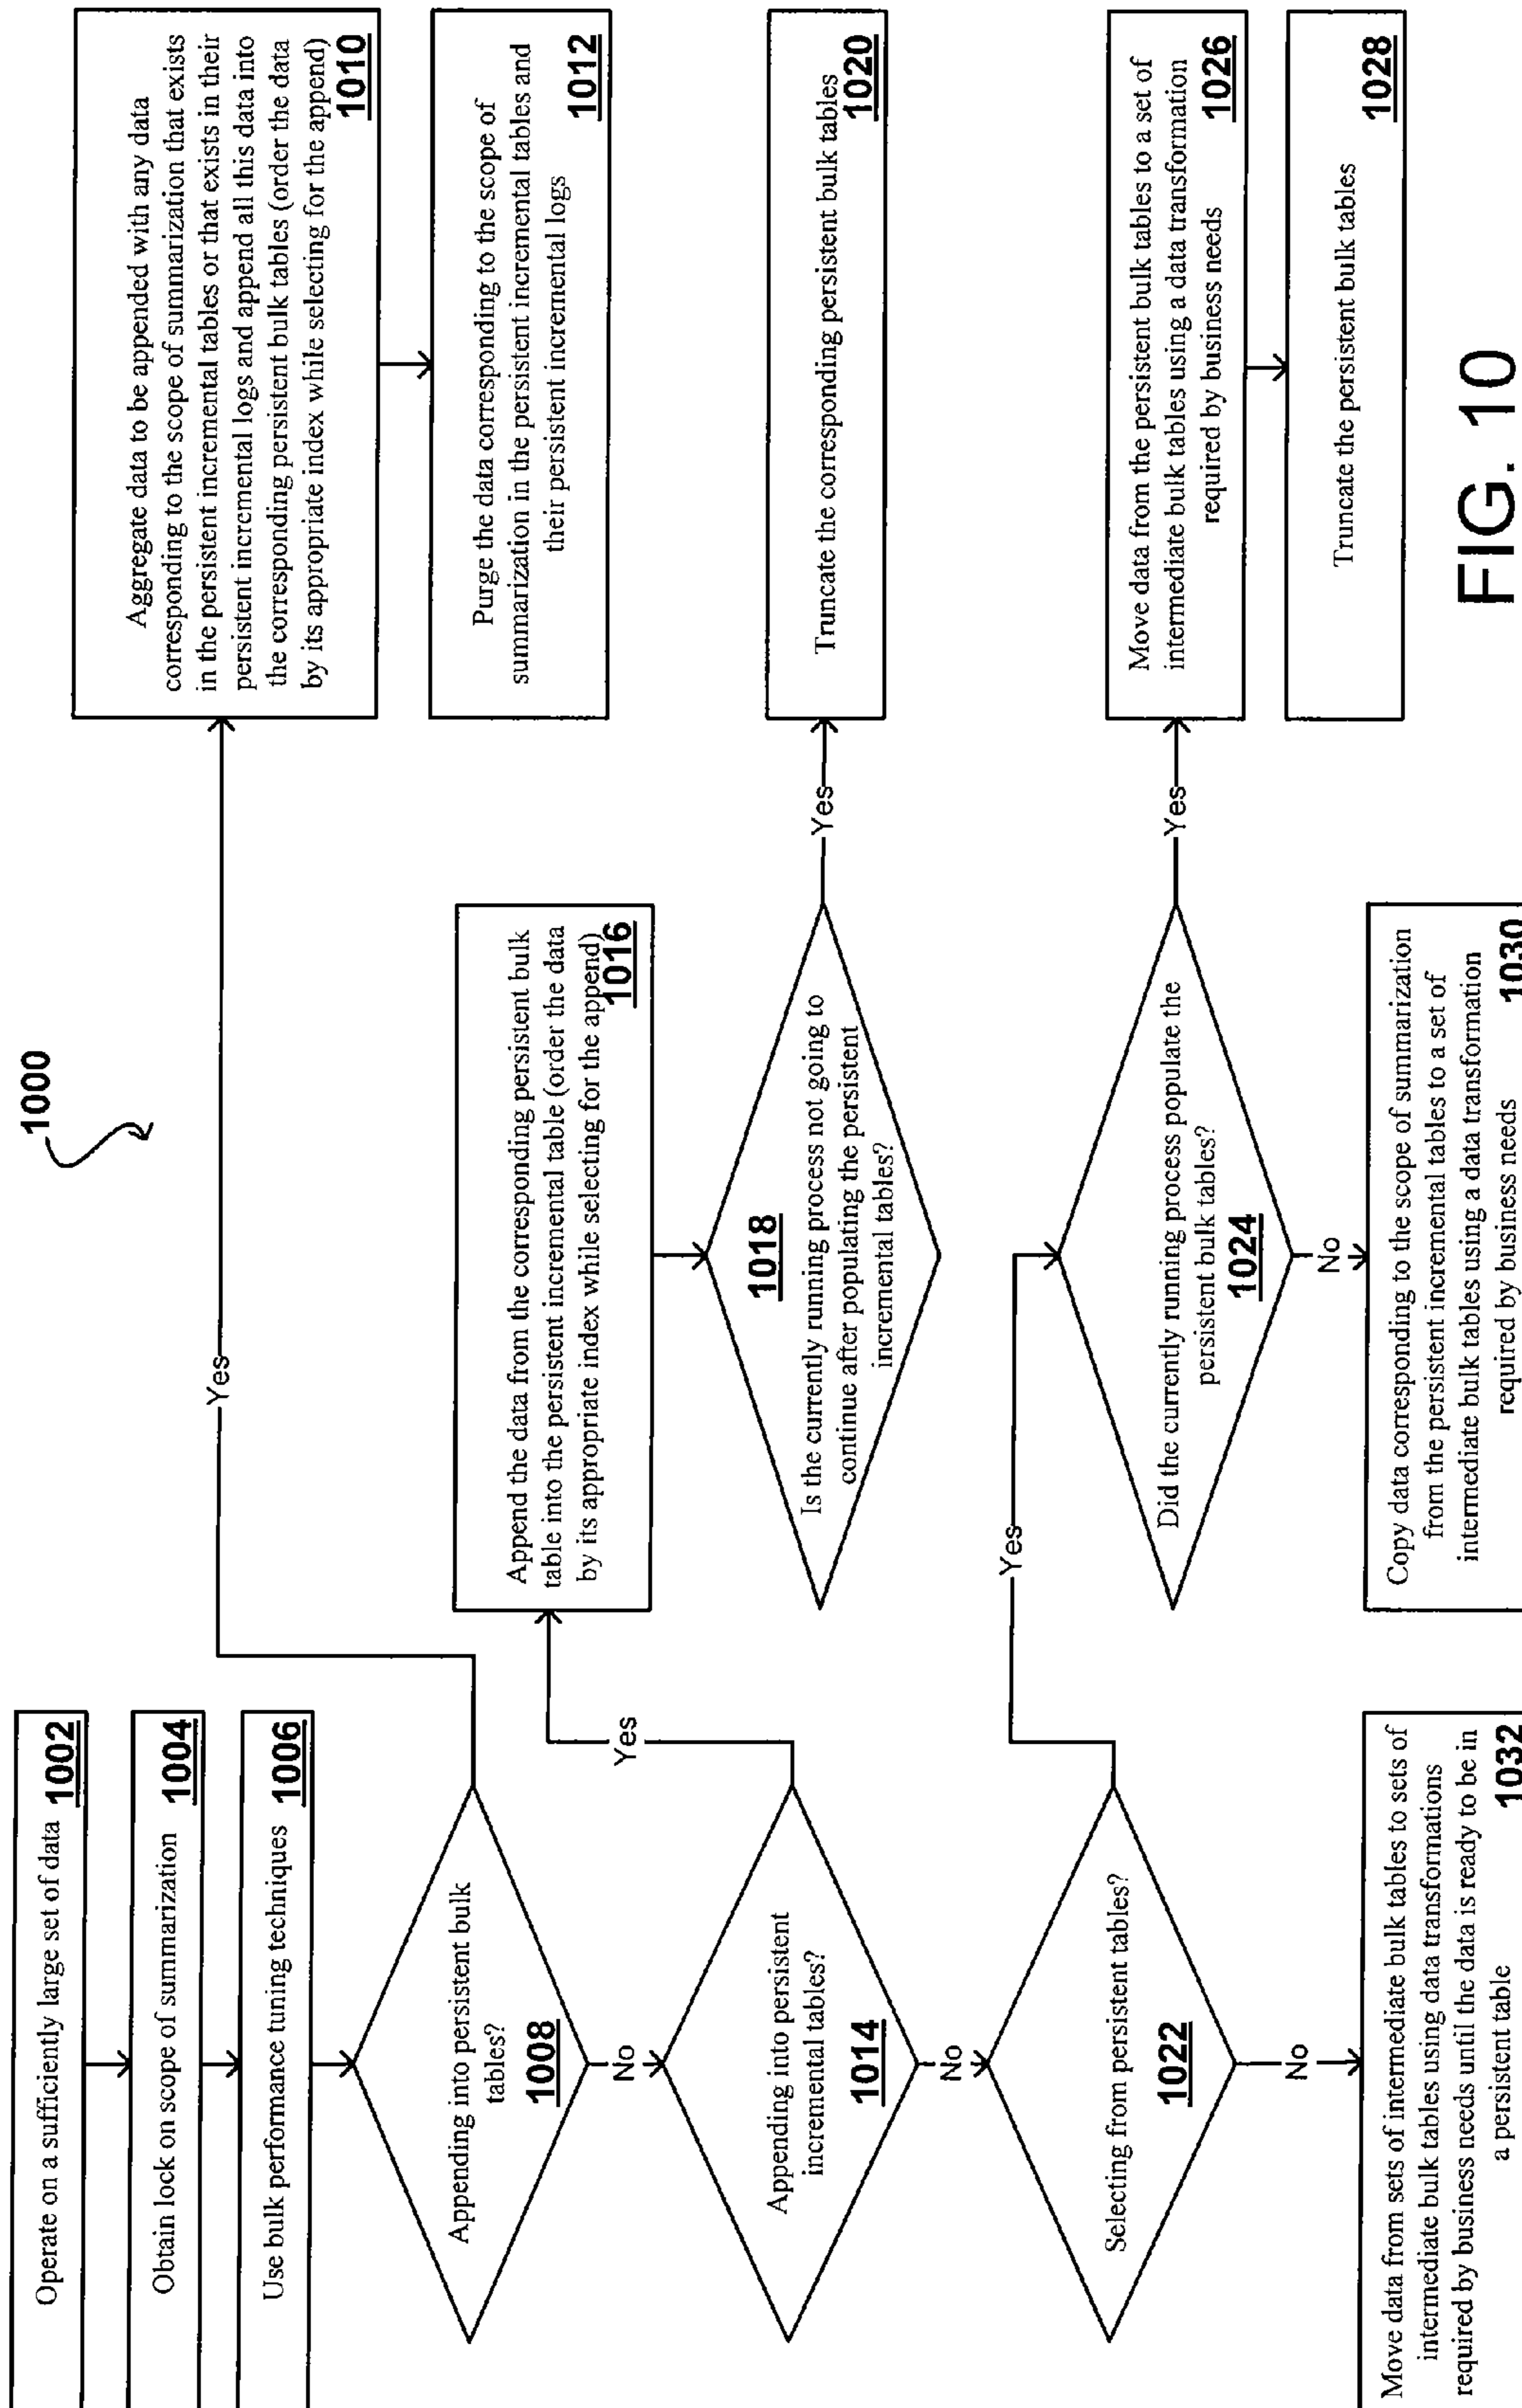 1000
Operate on a sufficiently large set of data 1002
Obtain lock on scope of summarization 1004
Use bulk performance tuning techniques 1006
Appending into persistent bulk
tables?
1008
Yes
Aggregate data to be appended with any data
corresponding to the scope of summarization that exists
in the persistent incremental tables or that exists in their
persistent incremental logs and append all this data into
the corresponding persistent bulk tables (order the data
by its appropriate index while selecting for the append)
1010
Purge the data corresponding to the scope of
summarization in the persistent incremental tables and
their persistent incremental logs
1012
No
Appending into persistent
incremental tables?
1014
Yes
Append the data from the corresponding persistent bulk
table into the persistent incremental table (order the data
by its appropriate index while selecting for the append)
1016
1018
Is the currently running process not going to
continue after populating the persistent
incremental tables?
Yes
Truncate the corresponding persistent bulk tables
1020
No
Selecting from persistent tables?
1022
Yes
Did the currently running process populate the
persistent bulk tables?
1024
Yes
Move data from the persistent bulk tables to a set of
intermediate bulk tables using a data transformation
required by business needs
1026
Truncate the persistent bulk tables
1028
No
Copy data corresponding to the scope of summarization
from the persistent incremental tables to a set of
intermediate bulk tables using a data transformation
required by business needs
1030
No
Move data from sets of intermediate bulk tables to sets of
intermediate bulk tables using data transformations
required by business needs until the data is ready to be in
a persistent table
1032
FIG. 10